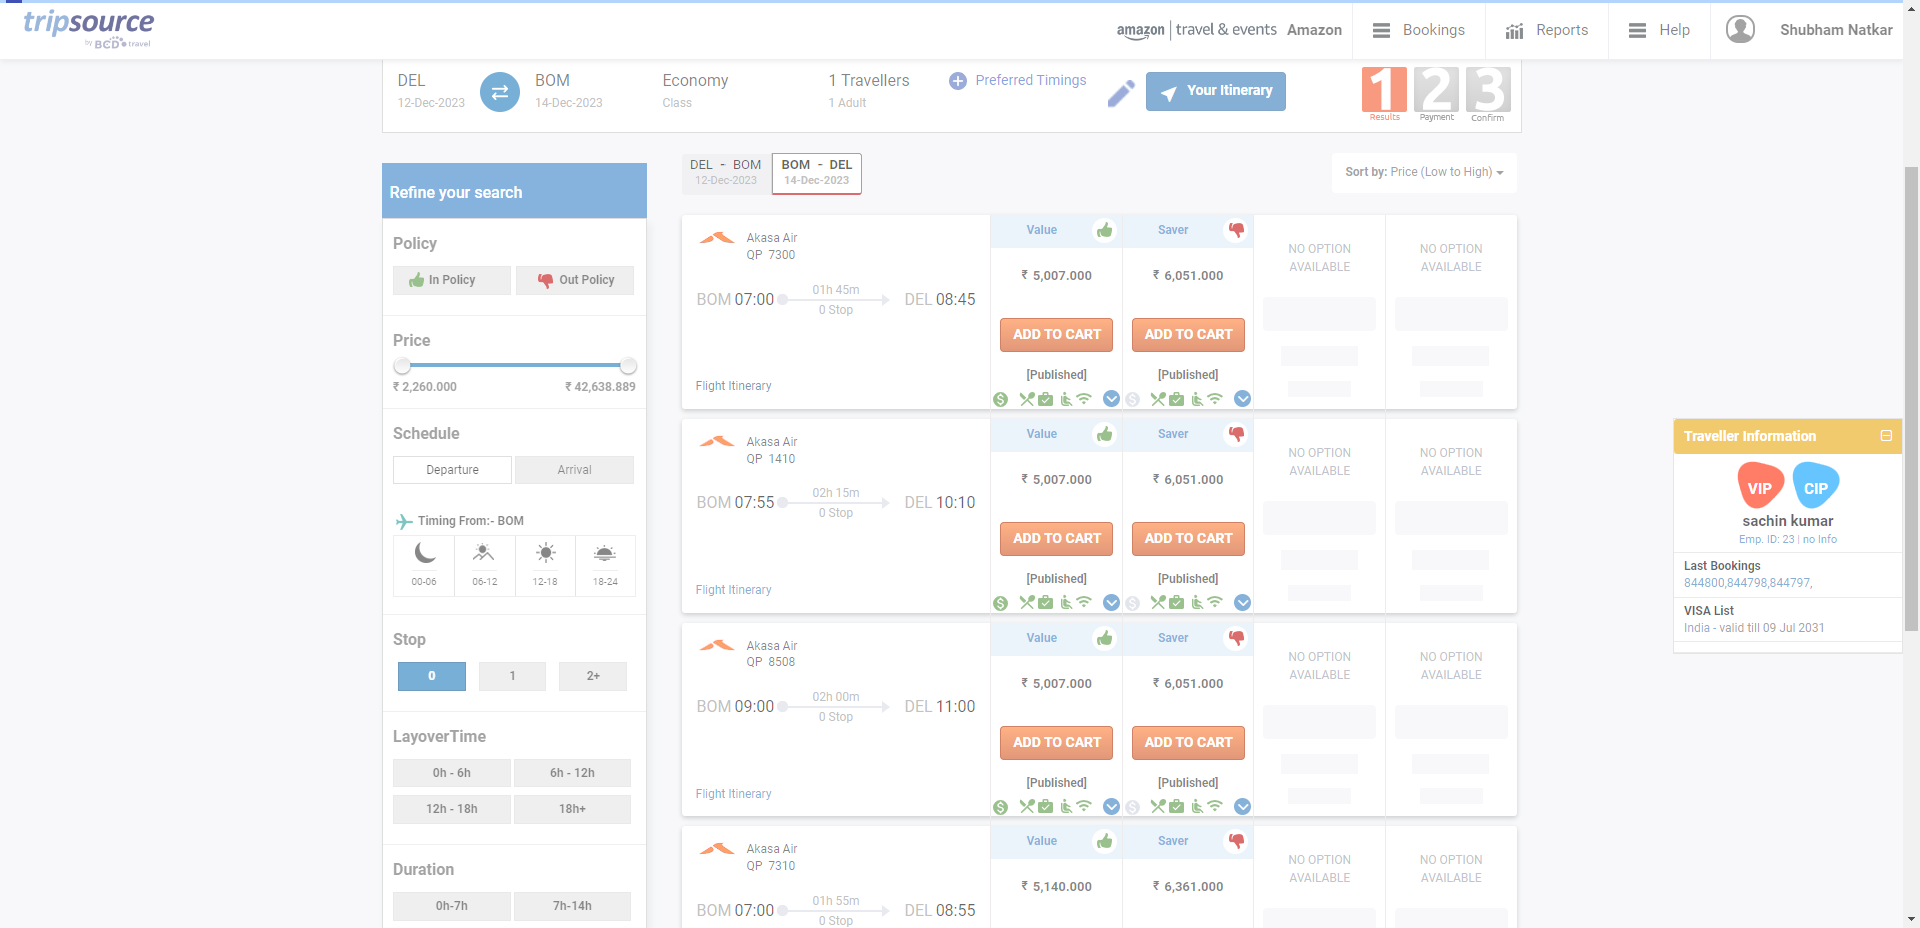 tripsource
by BCD travel
amazon | travel & events Amazon
Bookings
Reports
Help
Shubham Natkar
DEL
12-Dec-2023
BOM
14-Dec-2023
Economy
Class
1 Travellers
1 Adult
Preferred Timings
Your Itinerary
1 Results
2 Payment
3 Confirm
Refine your search
Policy
In Policy
Out Policy
Price
₹ 2,260.000
₹ 42,638.889
Schedule
Departure
Arrival
Timing From:- BOM
00-06
06-12
12-18
18-24
Stop
0
1
2+
LayoverTime
0h - 6h
6h - 12h
12h - 18h
18h+
Duration
0h-7h
7h-14h
DEL - BOM
12-Dec-2023
BOM - DEL
14-Dec-2023
Sort by: Price (Low to High)
Akasa Air
QP 7300
BOM 07:00
01h 45m
0 Stop
DEL 08:45
Flight Itinerary
Value
₹ 5,007.000
ADD TO CART
[Published]
Saver
₹ 6,051.000
ADD TO CART
[Published]
NO OPTION
AVAILABLE
NO OPTION
AVAILABLE
Akasa Air
QP 1410
BOM 07:55
02h 15m
0 Stop
DEL 10:10
Flight Itinerary
Value
₹ 5,007.000
ADD TO CART
[Published]
Saver
₹ 6,051.000
ADD TO CART
[Published]
NO OPTION
AVAILABLE
NO OPTION
AVAILABLE
Akasa Air
QP 8508
BOM 09:00
02h 00m
0 Stop
DEL 11:00
Flight Itinerary
Value
₹ 5,007.000
ADD TO CART
[Published]
Saver
₹ 6,051.000
ADD TO CART
[Published]
NO OPTION
AVAILABLE
NO OPTION
AVAILABLE
Akasa Air
QP 7310
BOM 07:00
01h 55m
0 Stop
DEL 08:55
Value
₹ 5,140.000
Saver
₹ 6,361.000
NO OPTION
AVAILABLE
NO OPTION
AVAILABLE
Traveller Information
VIP
CIP
sachin kumar
Emp. ID: 23 | no Info
Last Bookings
844800,844798,844797,
VISA List
India - valid till 09 Jul 2031